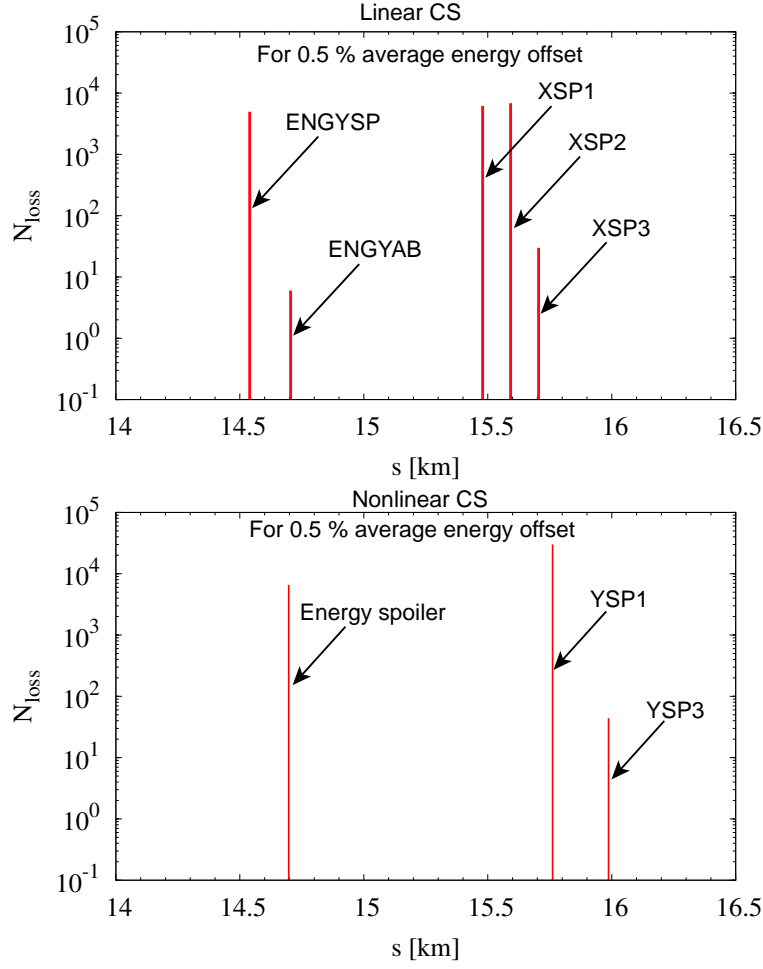 Linear CS
For 0.5 % average energy offset
10^5
10^4
10^3
10^2
10^1
10^0
10^-1
N_loss
ENGYSP
ENGYAB
XSP1
XSP2
XSP3
14 14.5 15 15.5 16 16.5
s [km]
Nonlinear CS
For 0.5 % average energy offset
10^5
10^4
10^3
10^2
10^1
10^0
10^-1
N_loss
Energy spoiler
YSP1
YSP3
14 14.5 15 15.5 16 16.5
s [km]